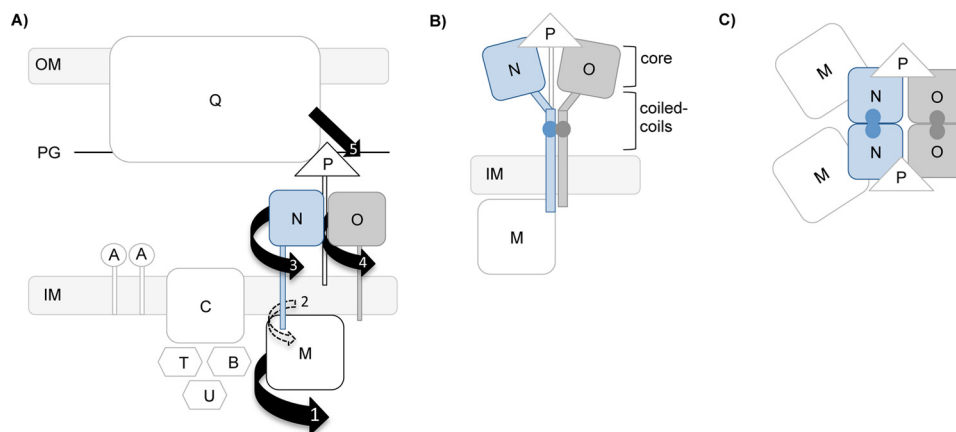 A)
OM
Q
PG
5
P
N
O
3
4
A
A
IM
C
2
M
T
B
U
1
B)
P
N
O
core
coiled-
coils
IM
M
C)
M
P
N
O
N
O
M
P